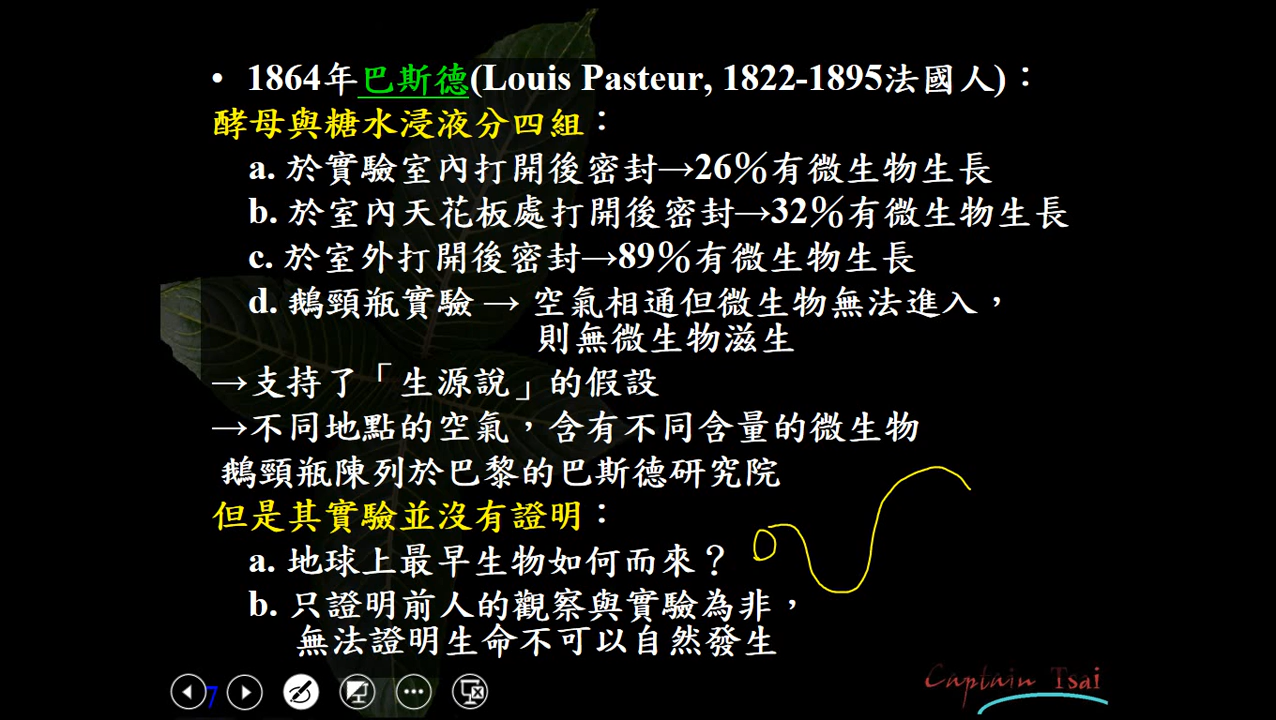 • 1864年巴斯德(Louis Pasteur, 1822-1895法國人)：
酵母與糖水浸液分四組：
a. 於實驗室內打開後密封→26%有微生物生長
b. 於室內天花板處打開後密封→32%有微生物生長
c. 於室外打開後密封→89%有微生物生長
d. 鵝頸瓶實驗 → 空氣相通但微生物無法進入，
則無微生物滋生
→支持了「生源說」的假設
→不同地點的空氣，含有不同含量的微生物
鵝頸瓶陳列於巴黎的巴斯德研究院
但是其實驗並沒有證明：
a. 地球上最早生物如何而來？
b. 只證明前人的觀察與實驗為非，
無法證明生命不可以自然發生
7
Captain Tsai